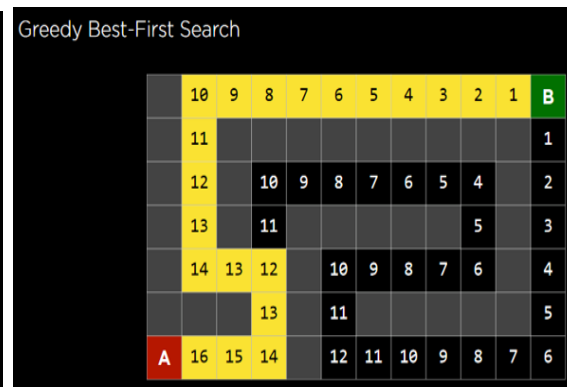 Greedy Best-First Search
10 9 8 7 6 5 4 3 2 1 B
11 1
12 10 9 8 7 6 5 4 2
13 11 5 3
14 13 12 10 9 8 7 6 4
13 11 5
A 16 15 14 12 11 10 9 8 7 6